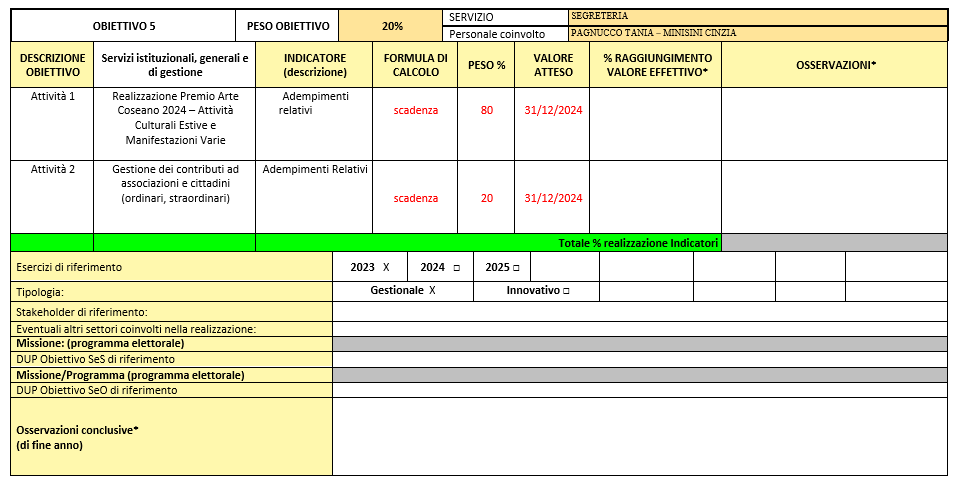 OBIETTIVO 5
PESO OBIETTIVO
20%
SERVIZIO
SEGRETERIA
Personale coinvolto
PAGNUCCO TANIA – MINISINI CINZIA
DESCRIZIONE
OBIETTIVO
Servizi istituzionali, generali e
di gestione
INDICATORE
(descrizione)
FORMULA DI
CALCOLO
PESO %
VALORE
ATTESO
% RAGGIUNGIMENTO
VALORE EFFETTIVO*
OSSERVAZIONI*
Attività 1
Realizzazione Premio Arte
Coseano 2024 – Attività
Culturali Estive e
Manifestazioni Varie
Adempimenti
relativi
scadenza
80
31/12/2024
Attività 2
Gestione dei contributi ad
associazioni e cittadini
(ordinari, straordinari)
Adempimenti Relativi
scadenza
20
31/12/2024
Totale % realizzazione Indicatori
Esercizi di riferimento
2023 X
2024 □
2025 □
Tipologia:
Gestionale X
Innovativo □
Stakeholder di riferimento:
Eventuali altri settori coinvolti nella realizzazione:
Missione: (programma elettorale)
DUP Obiettivo SeS di riferimento
Missione/Programma (programma elettorale)
DUP Obiettivo SeO di riferimento
Osservazioni conclusive*
(di fine anno)